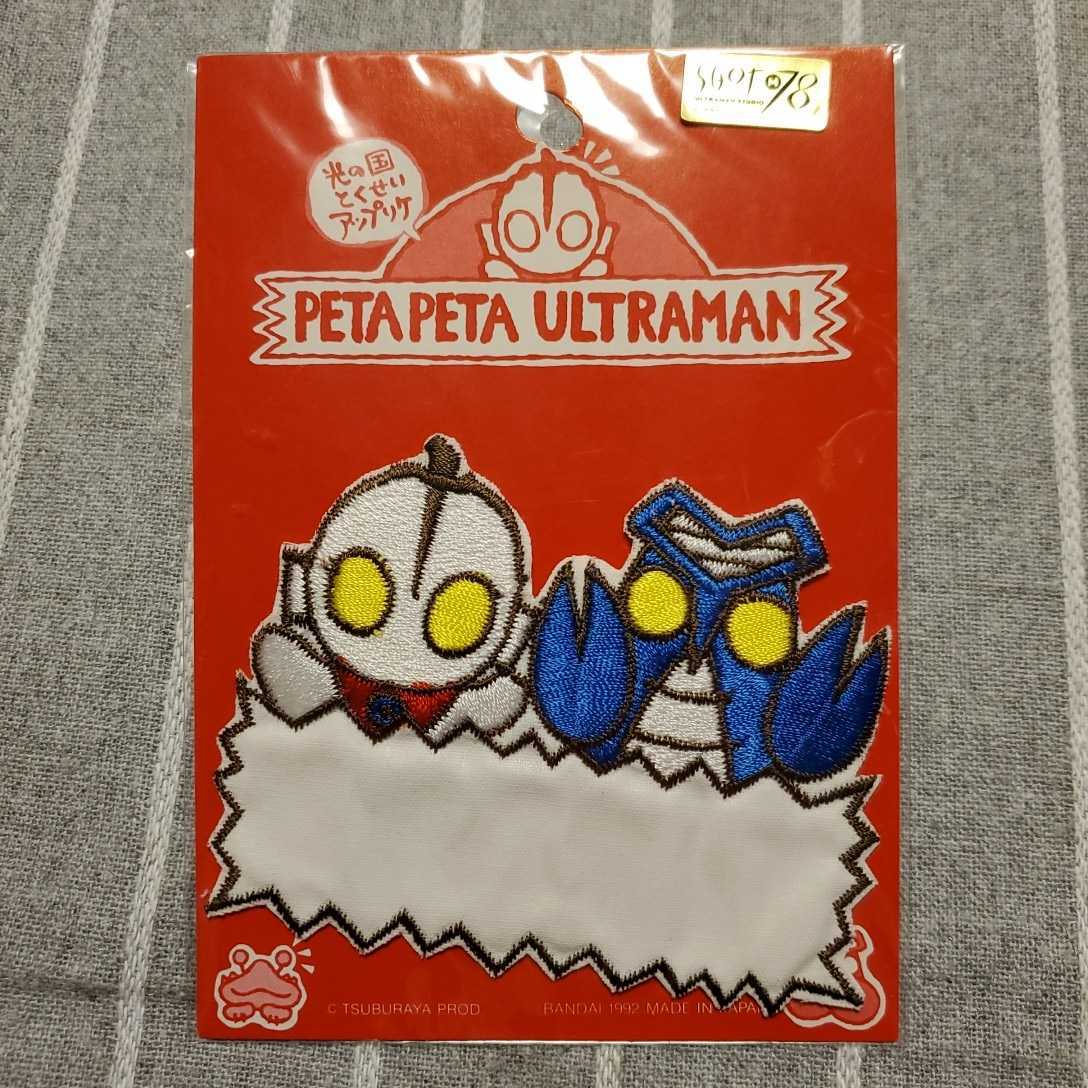 SHOT M78
ULTRAMAN STUDIO
光の国
とくせい
アップリケ
PETA PETA ULTRAMAN
© TSUBURAYA PROD BANDAI 1992 MADE IN JAPAN